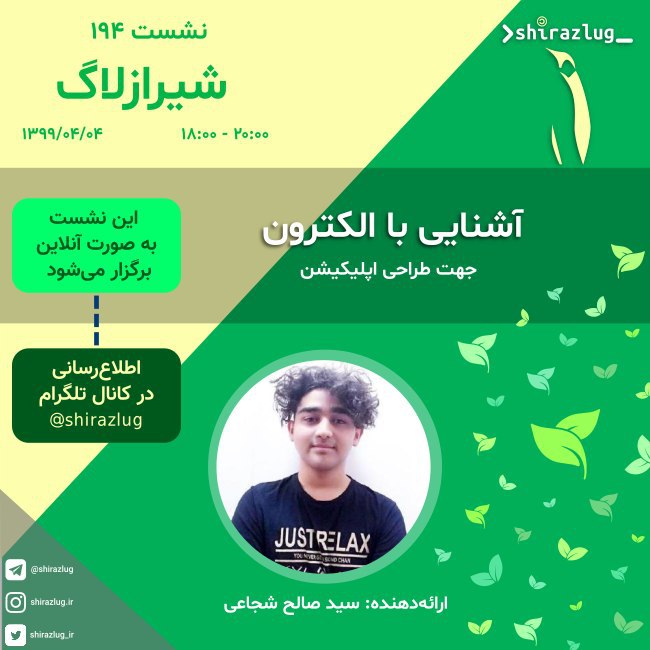 نشست ۱۹۴
شیرازلاگ
۱۸:۰۰ - ۲۰:۰۰
۱۳۹۹/۰۴/۰۴
shirazlug_
آشنایی با الکترون
جهت طراحی اپلیکیشن
این نشست
به صورت آنلاین
برگزار می‌شود
اطلاع‌رسانی
در کانال تلگرام
@shirazlug
JUST RELAX
ارائه‌دهنده: سید صالح شجاعی
@shirazlug
shirazlug.ir
shirazlug_ir